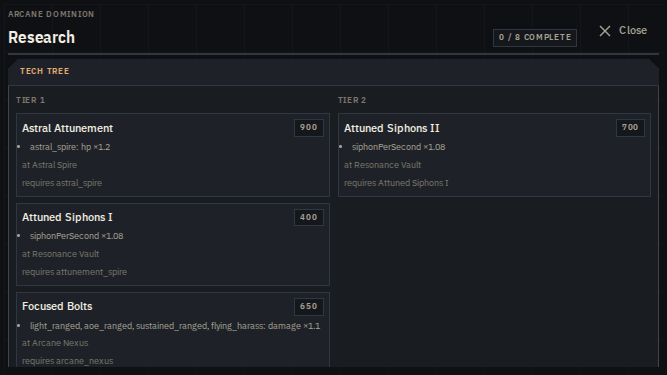 ARCANE DOMINION
Research
0 / 8 COMPLETE
Close
TECH TREE
TIER 1
Astral Attunement
900
astral_spire: hp ×1.2
at Astral Spire
requires astral_spire
Attuned Siphons I
400
siphonPerSecond ×1.08
at Resonance Vault
requires attunement_spire
Focused Bolts
650
light_ranged, aoe_ranged, sustained_ranged, flying_harass: damage ×1.1
at Arcane Nexus
requires arcane_nexus
TIER 2
Attuned Siphons II
700
siphonPerSecond ×1.08
at Resonance Vault
requires Attuned Siphons I